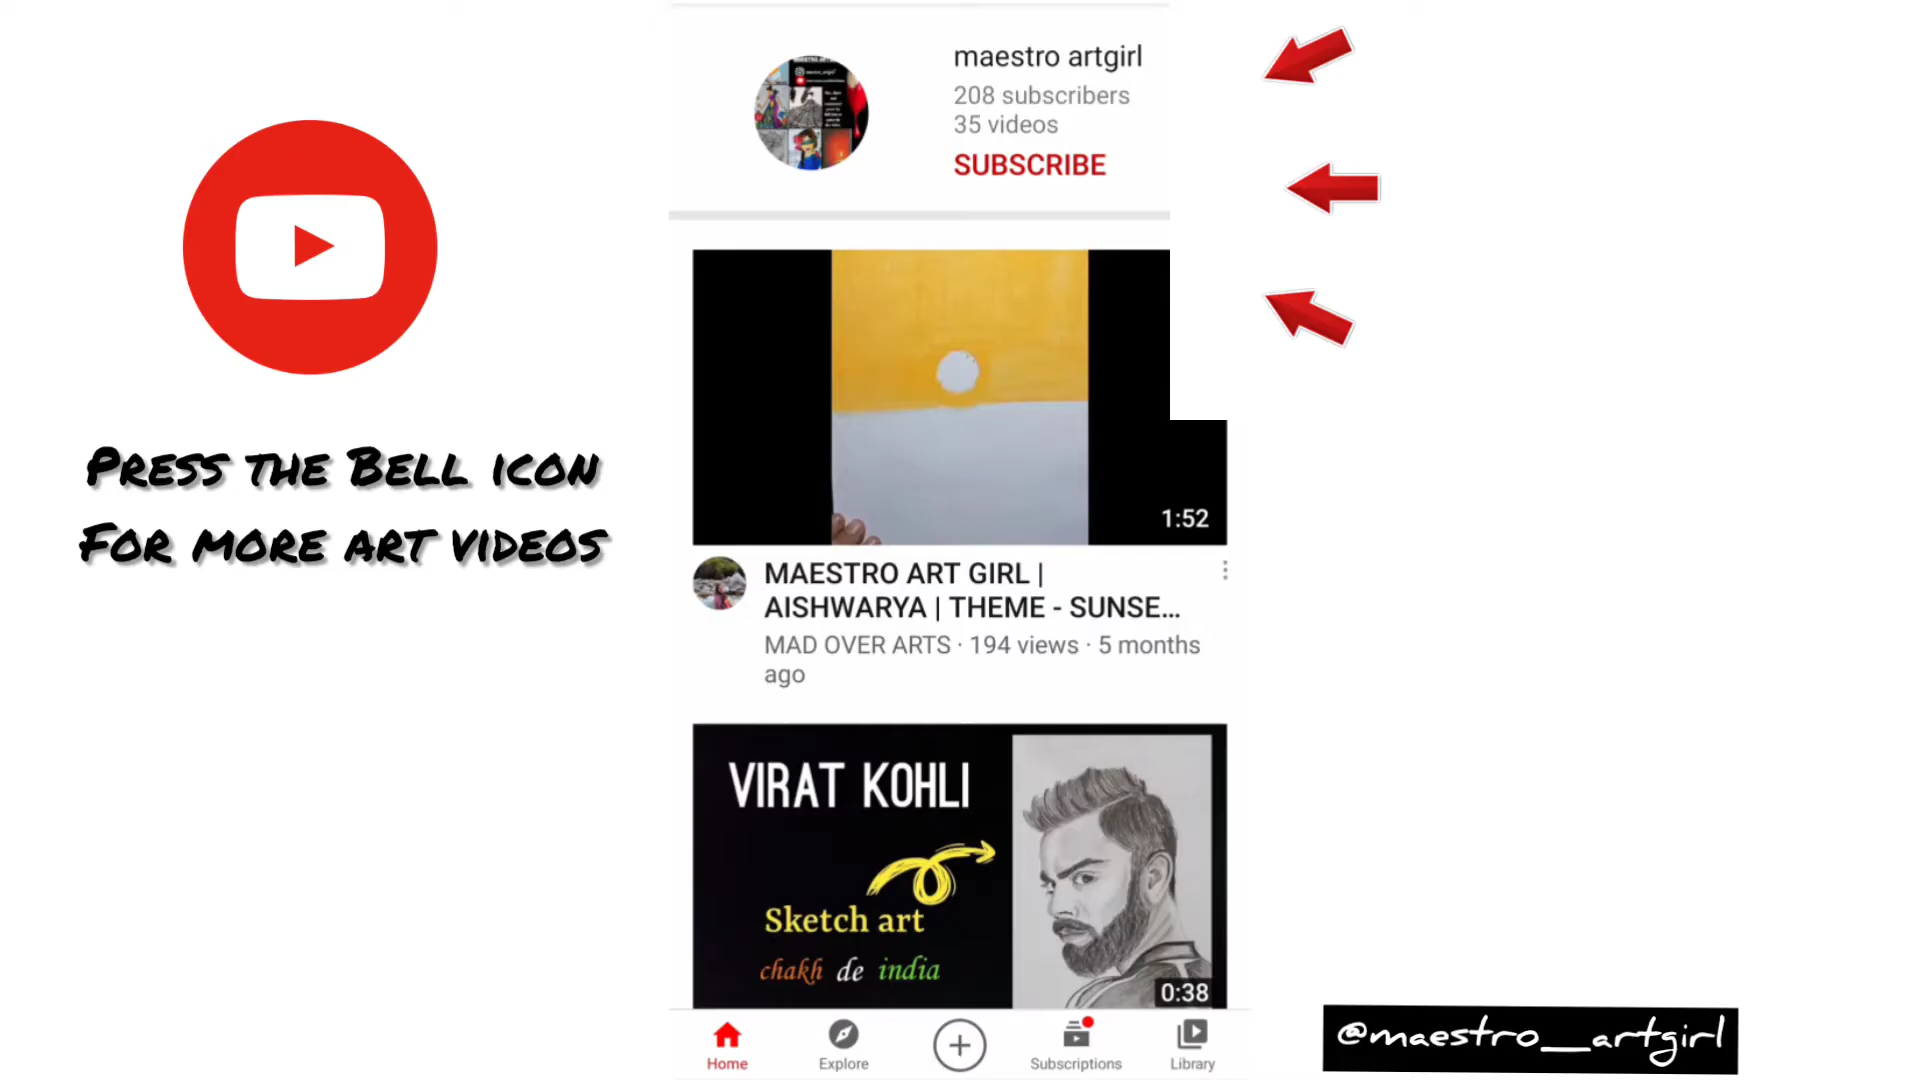 maestro artgirl
208 subscribers
35 videos
SUBSCRIBE
PRESS THE BELL ICON
FOR MORE ART VIDEOS
1:52
MAESTRO ART GIRL |
AISHWARYA | THEME - SUNSE...
MAD OVER ARTS · 194 views · 5 months
ago
VIRAT KOHLI
Sketch art
chakh de india
0:38
Home
Explore
Subscriptions
Library
@maestro__artgirl